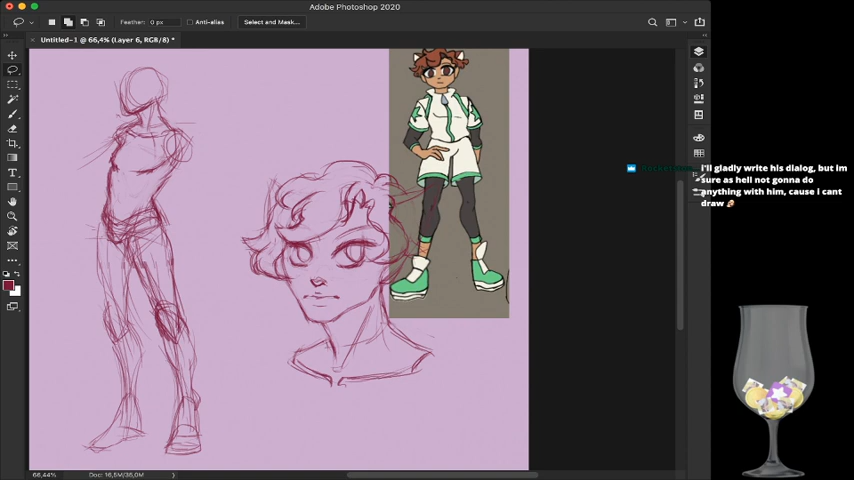 Adobe Photoshop 2020
Feather: 0 px
Anti-alias
Select and Mask...
Untitled-1 @ 66,4% (Layer 6, RGB/8) *
i'll gladly write his dialog, but im
sure as hell not gonna do
anything with him, cause i cant
draw
66,44%
Doc: 16,5M/35,0M